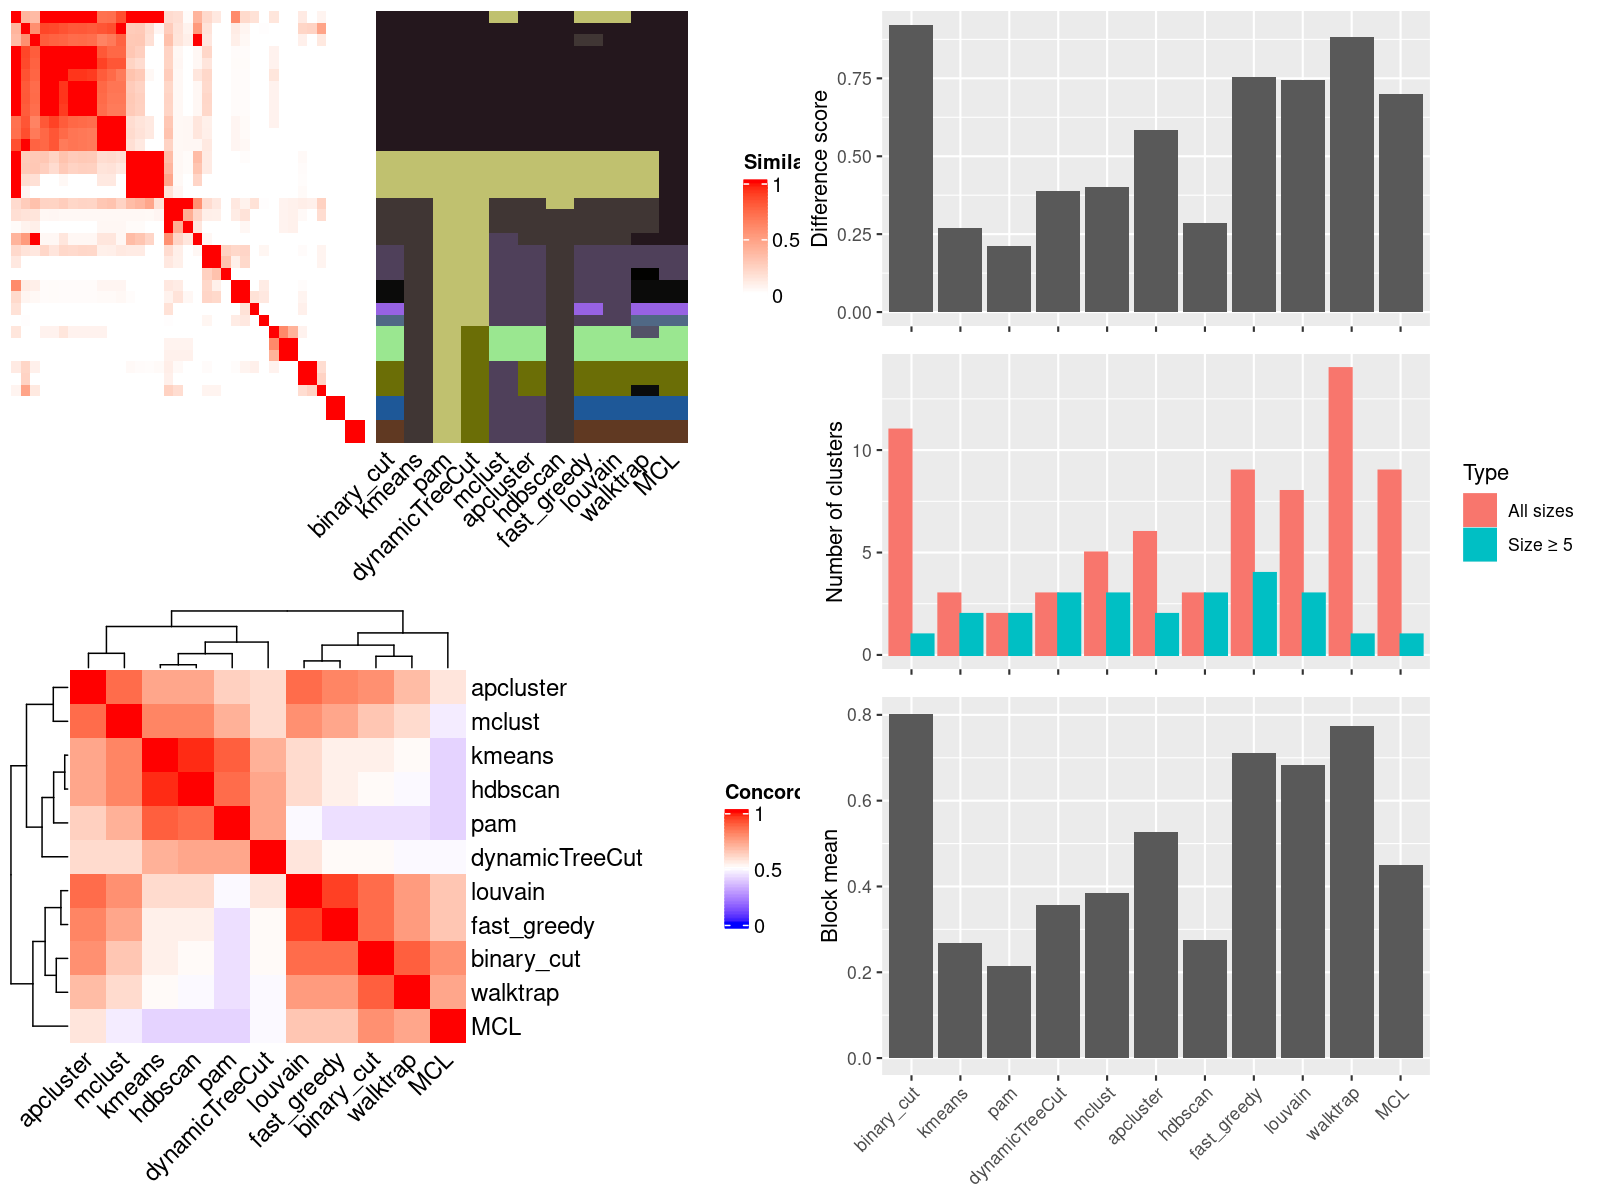 Simila
1
0.5
0
binary_cut
kmeans
pam
dynamicTreeCut
mclust
apcluster
hdbscan
fast_greedy
louvain
walktrap
MCL
apcluster
mclust
kmeans
hdbscan
pam
dynamicTreeCut
louvain
fast_greedy
binary_cut
walktrap
MCL
Concord
1
0.5
0
apcluster
mclust
kmeans
hdbscan
pam
dynamicTreeCut
louvain
fast_greedy
binary_cut
walktrap
MCL
Difference score
0.75
0.50
0.25
0.00
Number of clusters
10
5
0
Type
All sizes
Size ≥ 5
Block mean
0.8
0.6
0.4
0.2
0.0
binary_cut
kmeans
pam
dynamicTreeCut
mclust
apcluster
hdbscan
fast_greedy
louvain
walktrap
MCL